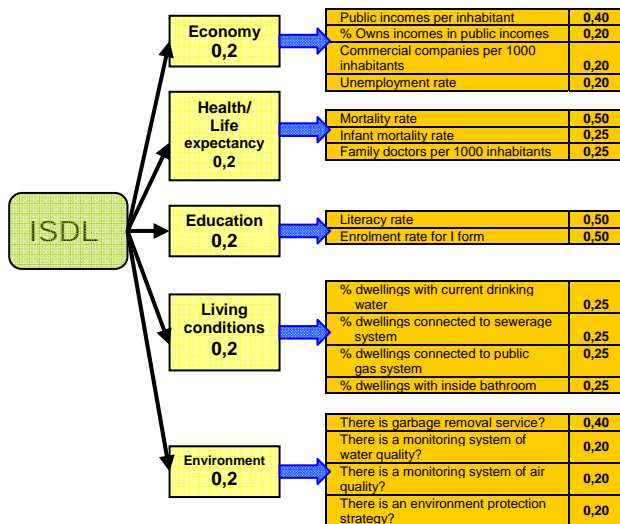 ISDL
Economy
0,2
Public incomes per inhabitant 0,40
% Owns incomes in public incomes 0,20
Commercial companies per 1000
inhabitants 0,20
Unemployment rate 0,20
Health/
Life
expectancy
0,2
Mortality rate 0,50
Infant mortality rate 0,25
Family doctors per 1000 inhabitants 0,25
Education
0,2
Literacy rate 0,50
Enrolment rate for I form 0,50
Living
conditions
0,2
% dwellings with current drinking
water 0,25
% dwellings connected to sewerage
system 0,25
% dwellings connected to public 0,25
gas system
% dwellings with inside bathroom 0,25
Environment
0,2
There is garbage removal service? 0,40
There is a monitoring system of
water quality? 0,20
There is a monitoring system of air
quality? 0,20
There is an environment protection
strategy? 0,20